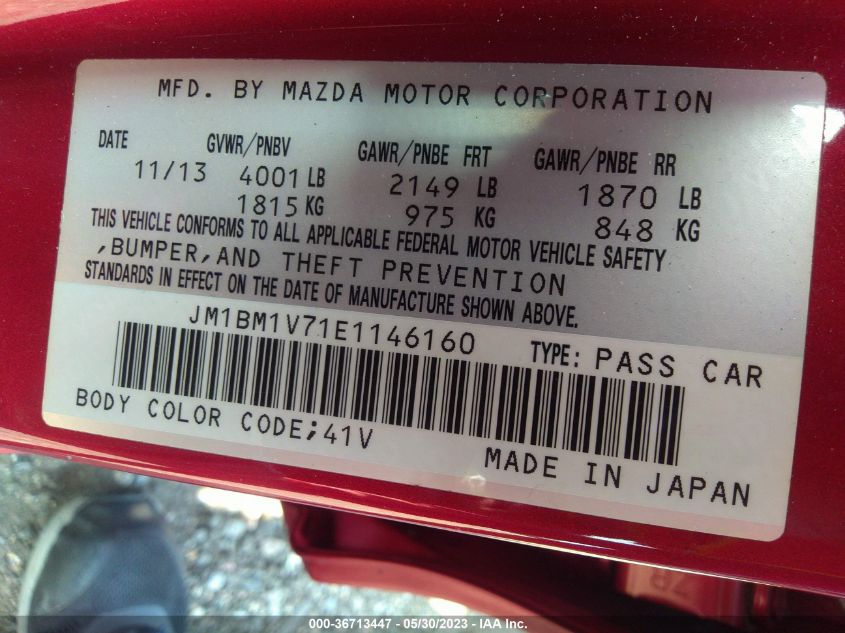 MFD. BY MAZDA MOTOR CORPORATION
DATE GVWR/PNBV GAWR/PNBE FRT GAWR/PNBE RR
11/13 4001 LB 2149 LB 1870 LB
1815 KG 975 KG 848 KG
THIS VEHICLE CONFORMS TO ALL APPLICABLE FEDERAL MOTOR VEHICLE SAFETY
,BUMPER,AND THEFT PREVENTION
STANDARDS IN EFFECT ON THE DATE OF MANUFACTURE SHOWN ABOVE.
JM1BM1V71E1146160 TYPE: PASS CAR
BODY COLOR CODE;41V
MADE IN JAPAN
000-36713447 - 05/30/2023 - IAA Inc.